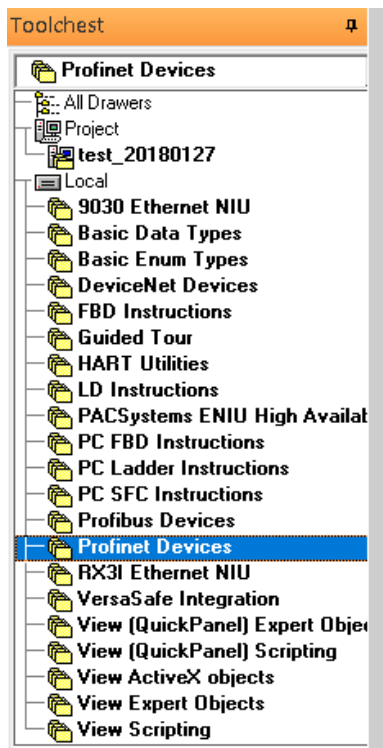 Toolchest
Profinet Devices
All Drawers
Project
test_20180127
Local
9030 Ethernet NIU
Basic Data Types
Basic Enum Types
DeviceNet Devices
FBD Instructions
Guided Tour
HART Utilities
LD Instructions
PACSystems ENIU High Availab
PC FBD Instructions
PC Ladder Instructions
PC SFC Instructions
Profibus Devices
Profinet Devices
RX3I Ethernet NIU
VersaSafe Integration
View (QuickPanel) Expert Obje
View (QuickPanel) Scripting
View ActiveX objects
View Expert Objects
View Scripting